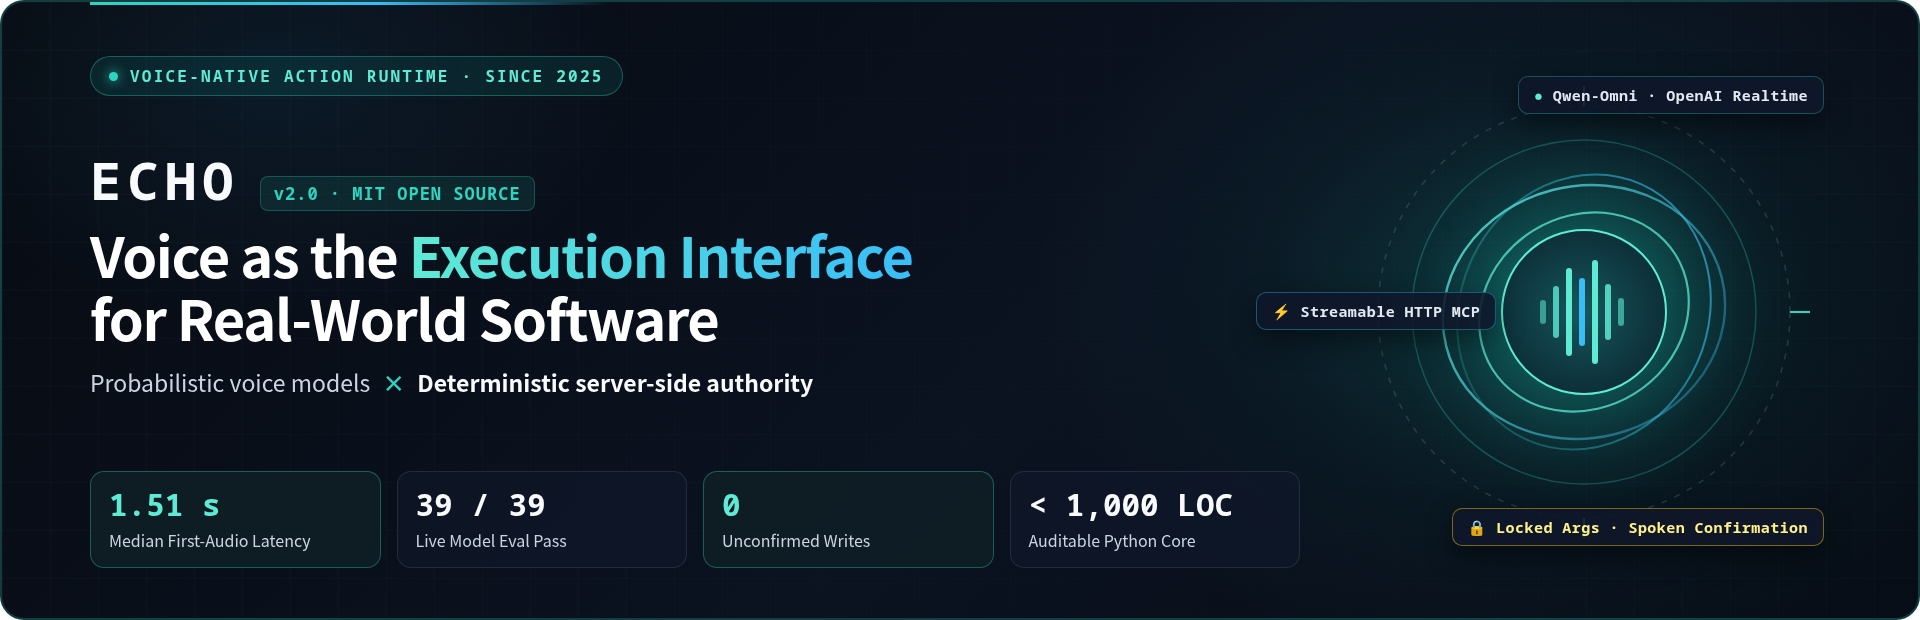 VOICE-NATIVE ACTION RUNTIME · SINCE 2025
Qwen-Omni · OpenAI Realtime
ECHO
v2.0 · MIT OPEN SOURCE
Voice as the Execution Interface
for Real-World Software
⚡ Streamable HTTP MCP
Probabilistic voice models × Deterministic server-side authority
1.51 s
Median First-Audio Latency
39 / 39
Live Model Eval Pass
0
Unconfirmed Writes
< 1,000 LOC
Auditable Python Core
🔒 Locked Args · Spoken Confirmation